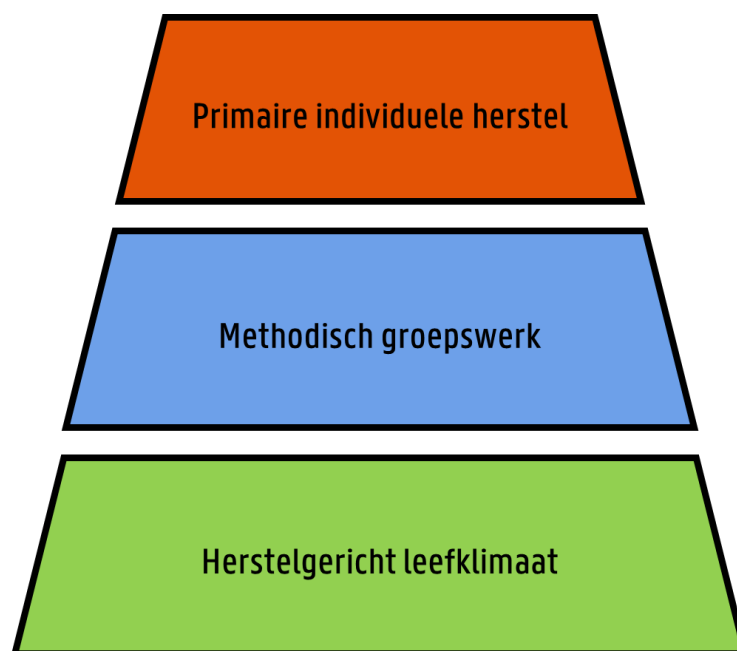 Primaire individuele herstel
Methodisch groepswerk
Herstelgericht leefklimaat